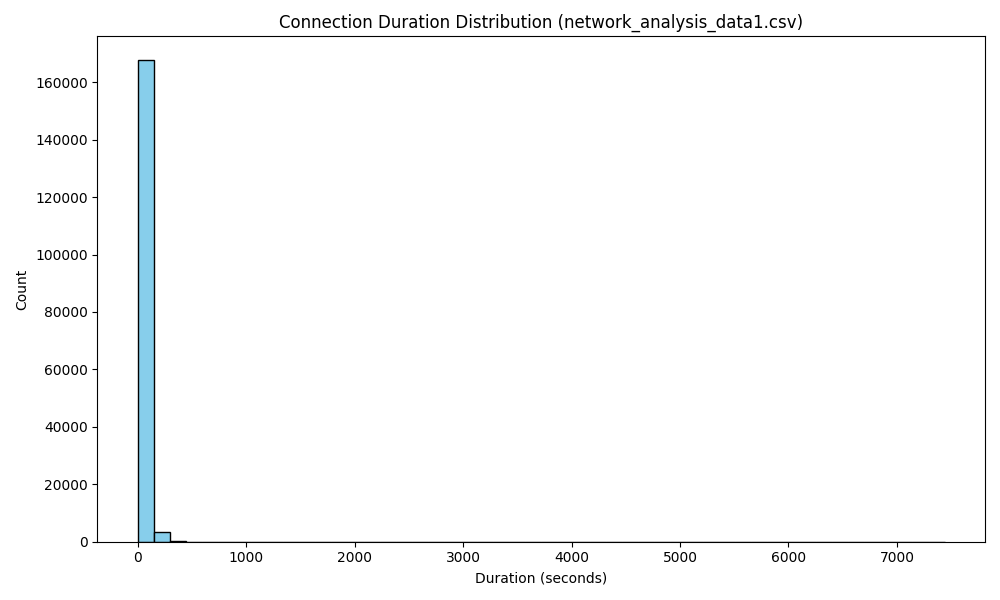 Connection Duration Distribution (network_analysis_data1.csv)
Count
160000
140000
120000
100000
80000
60000
40000
20000
0
0 1000 2000 3000 4000 5000 6000 7000
Duration (seconds)